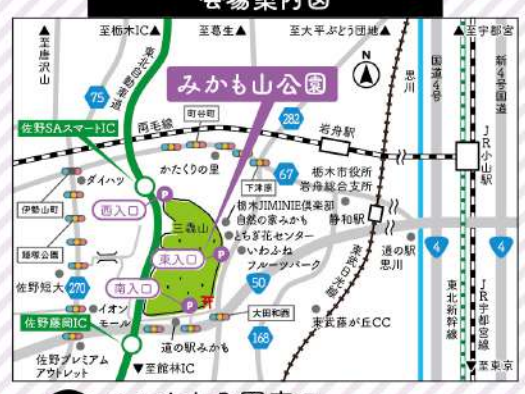 会場案内図
至唐沢山▲
至栃木IC▲
至葛生▲
至大平ぶどう団地▲
▲至宇都宮
東北自動車道
N
思川
国道4号
新4号国道
みかも山公園
75
町谷町
282
両毛線
岩舟駅
佐野SAスマートIC
かたくりの里
67
下津原
栃木市役所
岩舟総合支所
JR小山駅
ダイハツ
伊勢山町
P
西入口
三毳山
栃木JIMINIE倶楽部
自然の家みかも
とちぎ花センター
いわふね
フルーツパーク
静和駅
道の駅
思川
4
4
東入口
P
佐野短大
270
南入口
P
50
東武日光線
イオン
モール
大田和西
佐野藤岡IC
168
東武藤が丘CC
東北新幹線
JR宇都宮線
道の駅みかも
佐野プレミアム
アウトレット
▼至館林IC
▼至東京